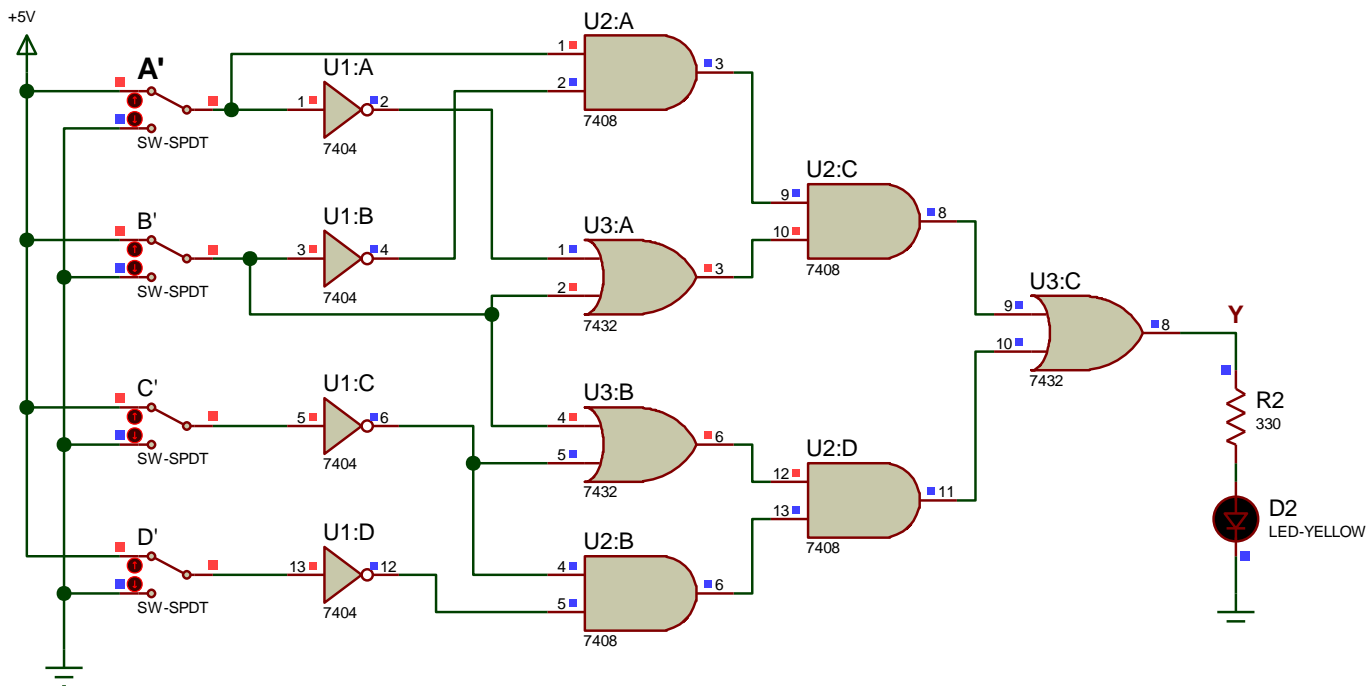 +5V
A'
SW-SPDT
B'
SW-SPDT
C'
SW-SPDT
D'
SW-SPDT
U1:A
1
2
7404
U1:B
3
4
7404
U1:C
5
6
7404
U1:D
13
12
7404
U2:A
1
2
3
7408
U3:A
1
2
3
7432
U3:B
4
5
6
7432
U2:B
4
5
6
7408
U2:C
9
10
8
7408
U2:D
12
13
11
7408
U3:C
9
10
8
7432
Y
R2
330
D2
LED-YELLOW